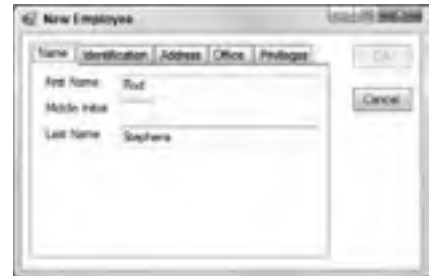 New Employee
Name Identification Address Office Privileges
First Name Rod
Middle Initial
Last Name Stephens
OK
Cancel